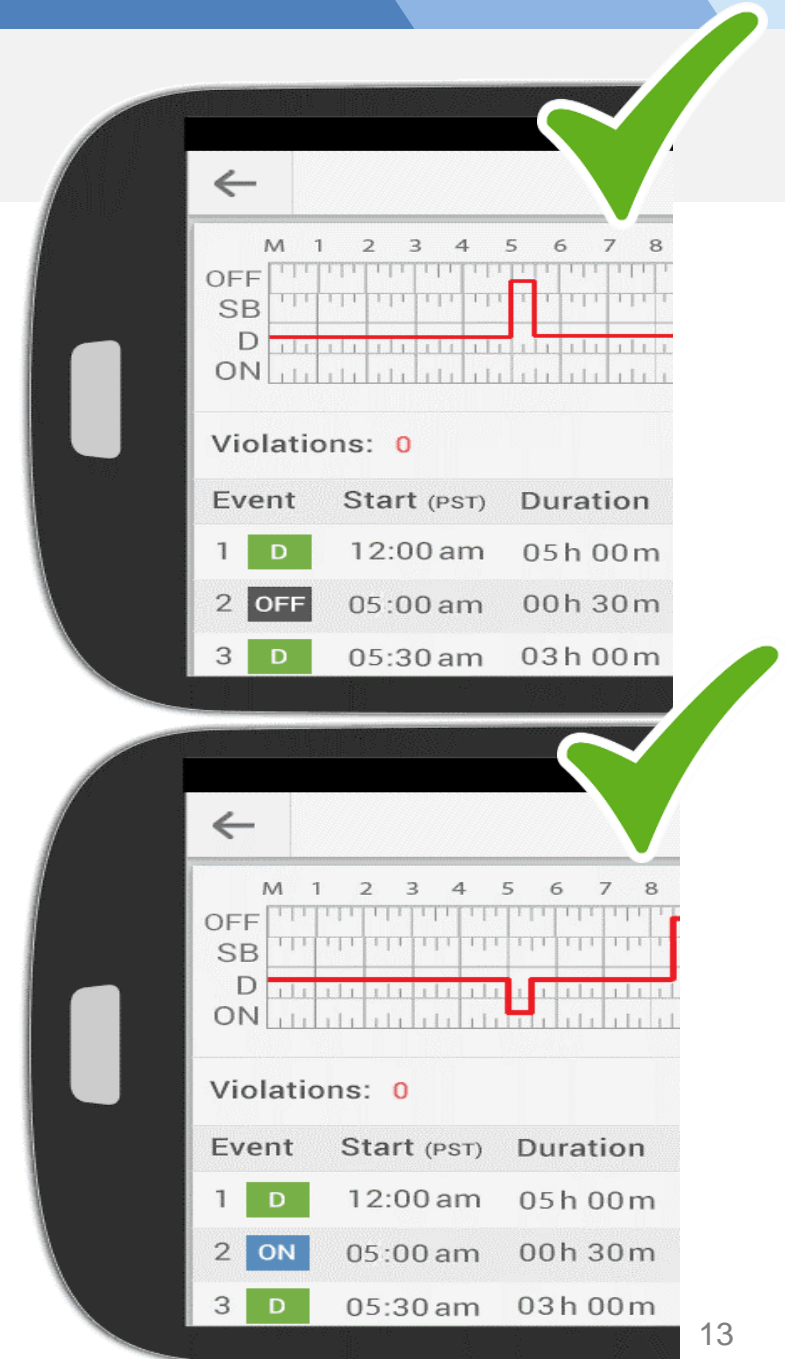 M 1 2 3 4 5 6 7 8
OFF
SB
D
ON
Violations: 0
Event Start (PST) Duration
1 D 12:00 am 05h 00m
2 OFF 05:00 am 00h 30m
3 D 05:30 am 03h 00m
M 1 2 3 4 5 6 7 8
OFF
SB
D
ON
Violations: 0
Event Start (PST) Duration
1 D 12:00 am 05h 00m
2 ON 05:00 am 00h 30m
3 D 05:30 am 03h 00m
13